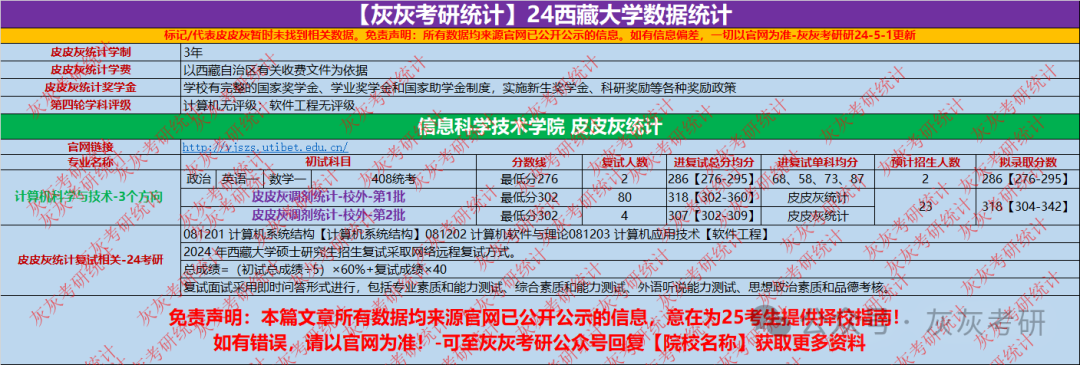 【灰灰考研统计】24西藏大学数据统计
标记/代表皮皮灰暂时未找到相关数据。免责声明：所有数据均来源官网已公开公示的信息。如有信息偏差，一切以官网为准-灰灰考研研24-5-1更新
皮皮灰统计学制 3年
皮皮灰统计学费 以西藏自治区有关收费文件为依据
皮皮灰统计奖学金 学校有完整的国家奖学金、学业奖学金和国家助学金制度，实施新生奖学金、科研奖励等各种奖励政策
第四轮学科评级 计算机无评级；软件工程无评级
信息科学技术学院 皮皮灰统计
官网链接 http://yjszs.utibet.edu.cn/
专业名称 初试科目 分数线 复试人数 进复试总分均分 进复试单科均分 预计招生人数 拟录取分数
计算机科学与技术-3个方向 政治 英语一 数学一 408统考 最低分276 2 286【276-295】 68、58、73、87 2 286【276-295】
皮皮灰调剂统计-校外-第1批 最低分302 80 318【302-360】 皮皮灰统计 23 318【304-342】
皮皮灰调剂统计-校外-第2批 最低分302 4 307【302-309】 皮皮灰统计
皮皮灰统计复试相关-24考研
081201 计算机系统结构【计算机系统结构】081202 计算机软件与理论081203 计算机应用技术【软件工程】
2024 年西藏大学硕士研究生招生复试采取网络远程复试方式。
总成绩=（初试总成绩÷5）×60%+复试成绩×40
复试面试采用即时问答形式进行，包括专业素质和能力测试、综合素质和能力测试、外语听说能力测试、思想政治素质和品德考核。
免责声明：本篇文章所有数据均来源官网已公开公示的信息，意在为25考生提供择校指南！
如有错误，请以官网为准！-可至灰灰考研公众号回复【院校名称】获取更多资料
公众号 · 灰灰考研
灰灰考研统计